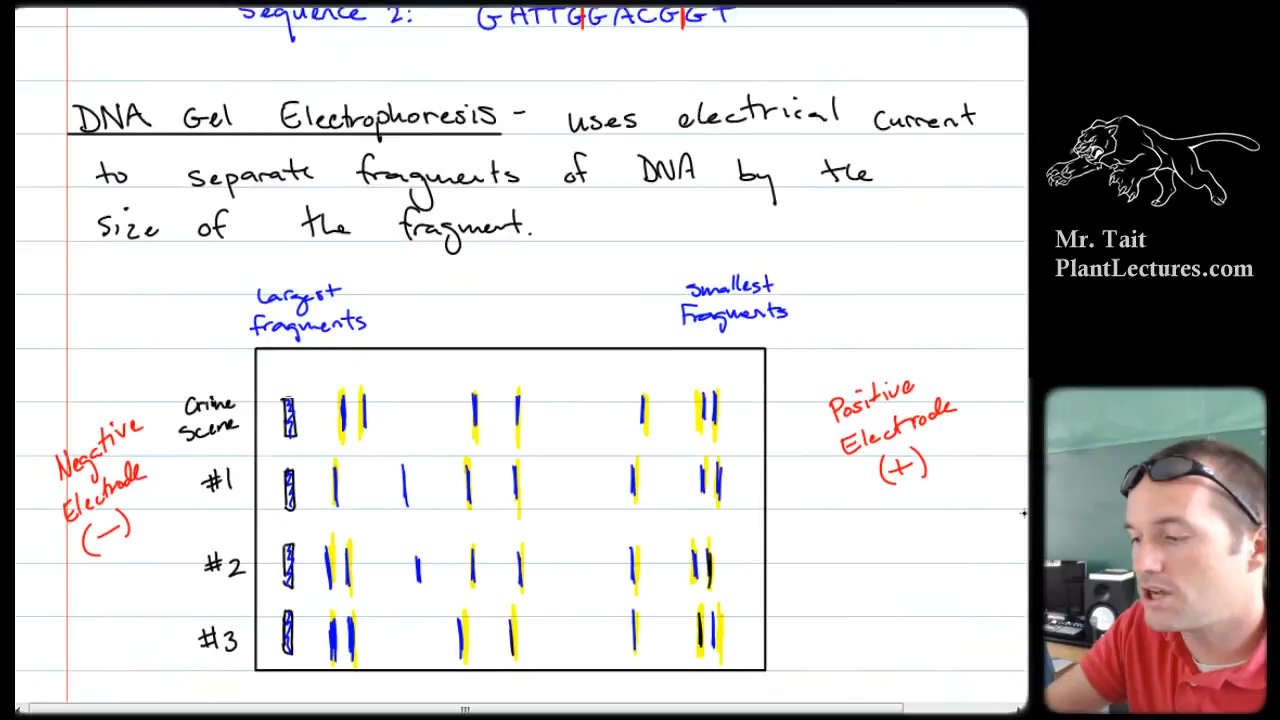 Sequence 2: GATTGGACGGT
DNA Gel Electrophoresis - uses electrical current
to separate fragments of DNA by the
size of the fragment.
Largest
fragments
Smallest
Fragments
Crime
Scene
#1
#2
#3
Negative
Electrode
(-)
Positive
Electrode
(+)
Mr. Tait
PlantLectures.com